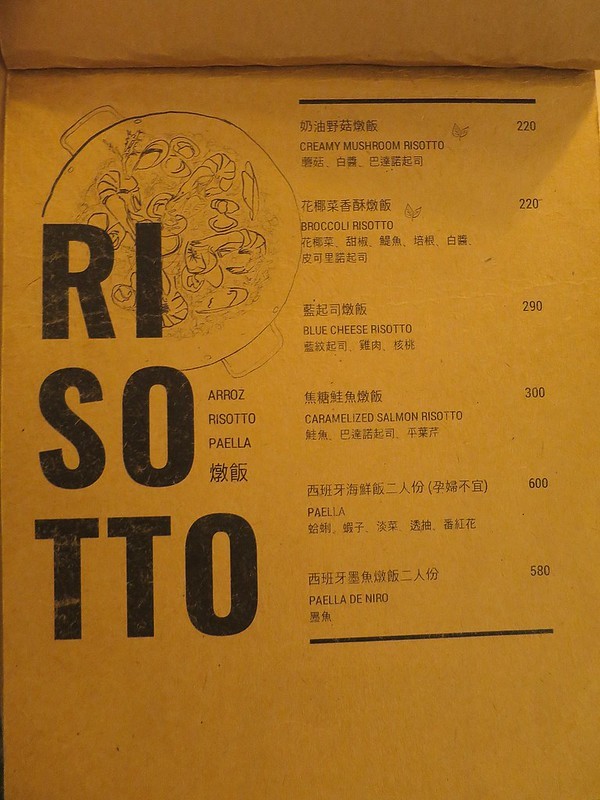 RI
SO
TTO
ARROZ
RISOTTO
PAELLA
燉飯
奶油野菇燉飯 220
CREAMY MUSHROOM RISOTTO
蘑菇、白醬、巴達諾起司
花椰菜香酥燉飯 220
BROCCOLI RISOTTO
花椰菜、甜椒、鯷魚、培根、白醬、
皮可里諾起司
藍起司燉飯 290
BLUE CHEESE RISOTTO
藍紋起司、雞肉、核桃
焦糖鮭魚燉飯 300
CARAMELIZED SALMON RISOTTO
鮭魚、巴達諾起司、平葉芹
西班牙海鮮飯二人份 (孕婦不宜) 600
PAELLA
蛤蜊、蝦子、淡菜、透抽、番紅花
西班牙墨魚燉飯二人份 580
PAELLA DE NIRO
墨魚